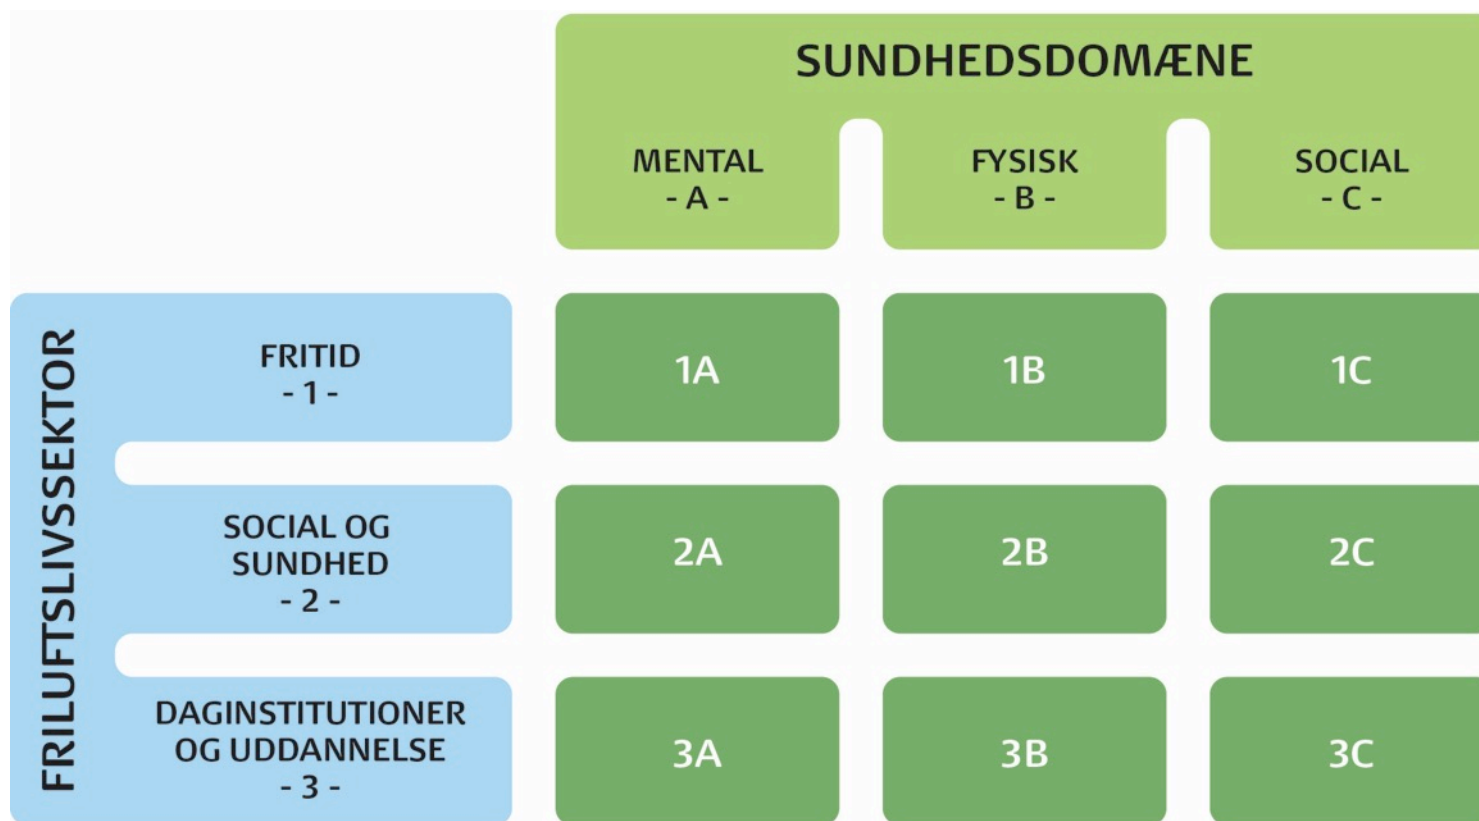 SUNDHEDSDOMÆNE
MENTAL
- A -
FYSISK
- B -
SOCIAL
- C -
FRILUFTSLIVSSEKTOR
FRITID
- 1 -
1A
1B
1C
SOCIAL OG
SUNDHED
- 2 -
2A
2B
2C
DAGINSTITUTIONER
OG UDDANNELSE
- 3 -
3A
3B
3C